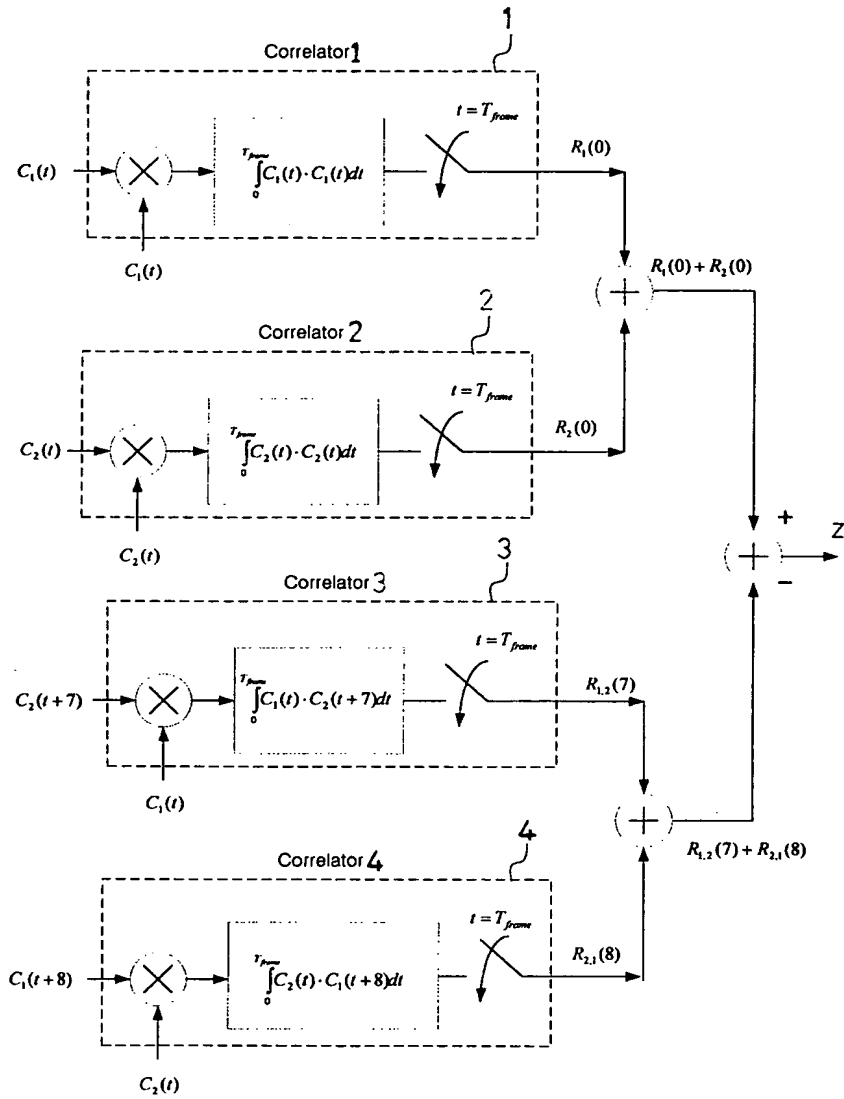 1
Correlator 1
t = T_frame
R₁(0)
C₁(t)
∫₀^{T_frame} C₁(t) · C₁(t)dt
C₁(t)
R₁(0) + R₂(0)
2
Correlator 2
t = T_frame
R₂(0)
C₂(t)
∫₀^{T_frame} C₂(t) · C₂(t)dt
C₂(t)
+
Z
−
3
Correlator 3
t = T_frame
R₁,₂(7)
C₂(t+7)
∫₀^{T_frame} C₁(t) · C₂(t+7)dt
C₁(t)
R₁,₂(7) + R₂,₁(8)
4
Correlator 4
t = T_frame
R₂,₁(8)
C₁(t+8)
∫₀^{T_frame} C₂(t) · C₁(t+8)dt
C₂(t)